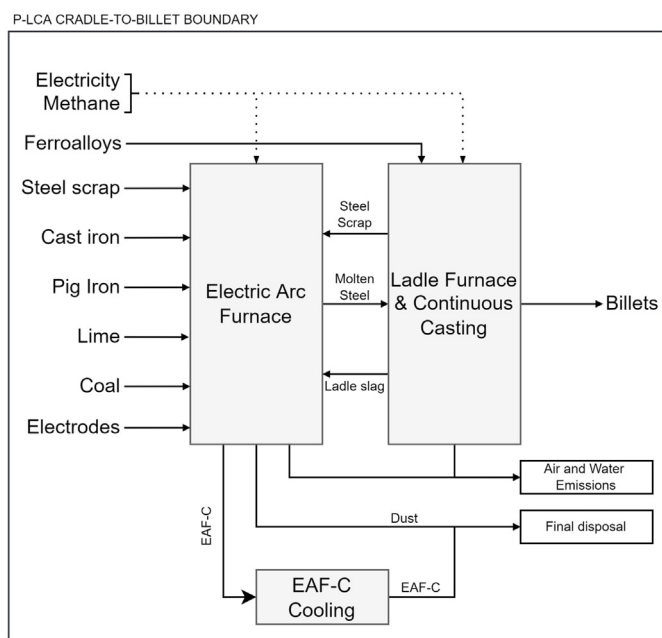 P-LCA CRADLE-TO-BILLET BOUNDARY
Electricity
Methane
Ferroalloys
Steel scrap
Cast iron
Pig Iron
Lime
Coal
Electrodes
Electric Arc
Furnace
Steel
Scrap
Molten
Steel
Ladle slag
Ladle Furnace
& Continuous
Casting
Billets
Air and Water
Emissions
EAF-C
Dust
Final disposal
EAF-C
Cooling
EAF-C